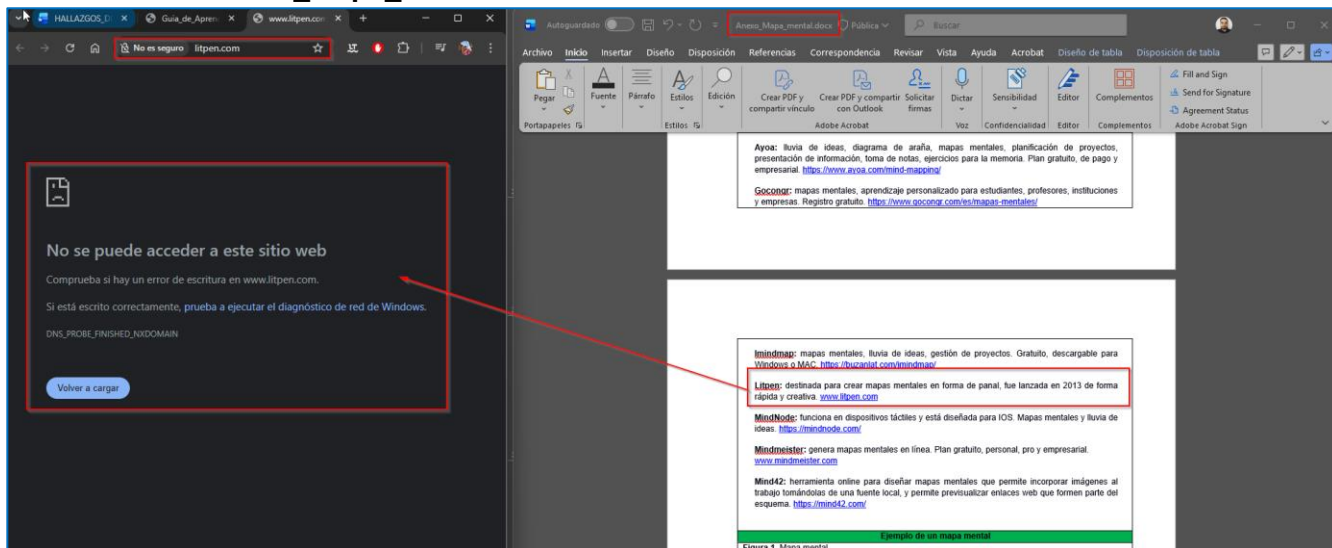 HALLAZGOS_D
Guia_de_Apren
www.litpen.com
No es seguro litpen.com
No se puede acceder a este sitio web
Comprueba si hay un error de escritura en www.litpen.com.
Si está escrito correctamente, prueba a ejecutar el diagnóstico de red de Windows.
DNS_PROBE_FINISHED_NXDOMAIN
Volver a cargar
Autoguardado
Anexo_Mapa_mental.docx
Pública
Buscar
Archivo Inicio Insertar Diseño Disposición Referencias Correspondencia Revisar Vista Ayuda Acrobat Diseño de tabla Disposición de tabla
Pegar Fuente Párrafo Estilos Edición Crear PDF y compartir vínculo Crear PDF y compartir con Outlook Solicitar firmas Dictar Sensibilidad Editor Complementos
Fill and Sign
Send for Signature
Agreement Status
Portapapeles Estilos Adobe Acrobat Voz Confidencialidad Editor Complementos Adobe Acrobat Sign
Ayoa: lluvia de ideas, diagrama de araña, mapas mentales, planificación de proyectos,
presentación de información, toma de notas, ejercicios para la memoria. Plan gratuito, de pago y
empresarial. https://www.ayoa.com/mind-mapping/
Gocongr: mapas mentales, aprendizaje personalizado para estudiantes, profesores, instituciones
y empresas. Registro gratuito. https://www.gocongr.com/es/mapas-mentales/
Imindmap: mapas mentales, lluvia de ideas, gestión de proyectos. Gratuito, descargable para
Windows o MAC. https://buzanlat.com/imindmap/
Litpen: destinada para crear mapas mentales en forma de panal, fue lanzada en 2013 de forma
rápida y creativa. www.litpen.com
MindNode: funciona en dispositivos táctiles y está diseñada para IOS. Mapas mentales y lluvia de
ideas. https://mindnode.com/
Mindmeister: genera mapas mentales en línea. Plan gratuito, personal, pro y empresarial.
www.mindmeister.com
Mind42: herramienta online para diseñar mapas mentales que permite incorporar imágenes al
trabajo tomándolas de una fuente local, y permite previsualizar enlaces web que formen parte del
esquema. https://mind42.com/
Ejemplo de un mapa mental
Figura 1. Mapa mental